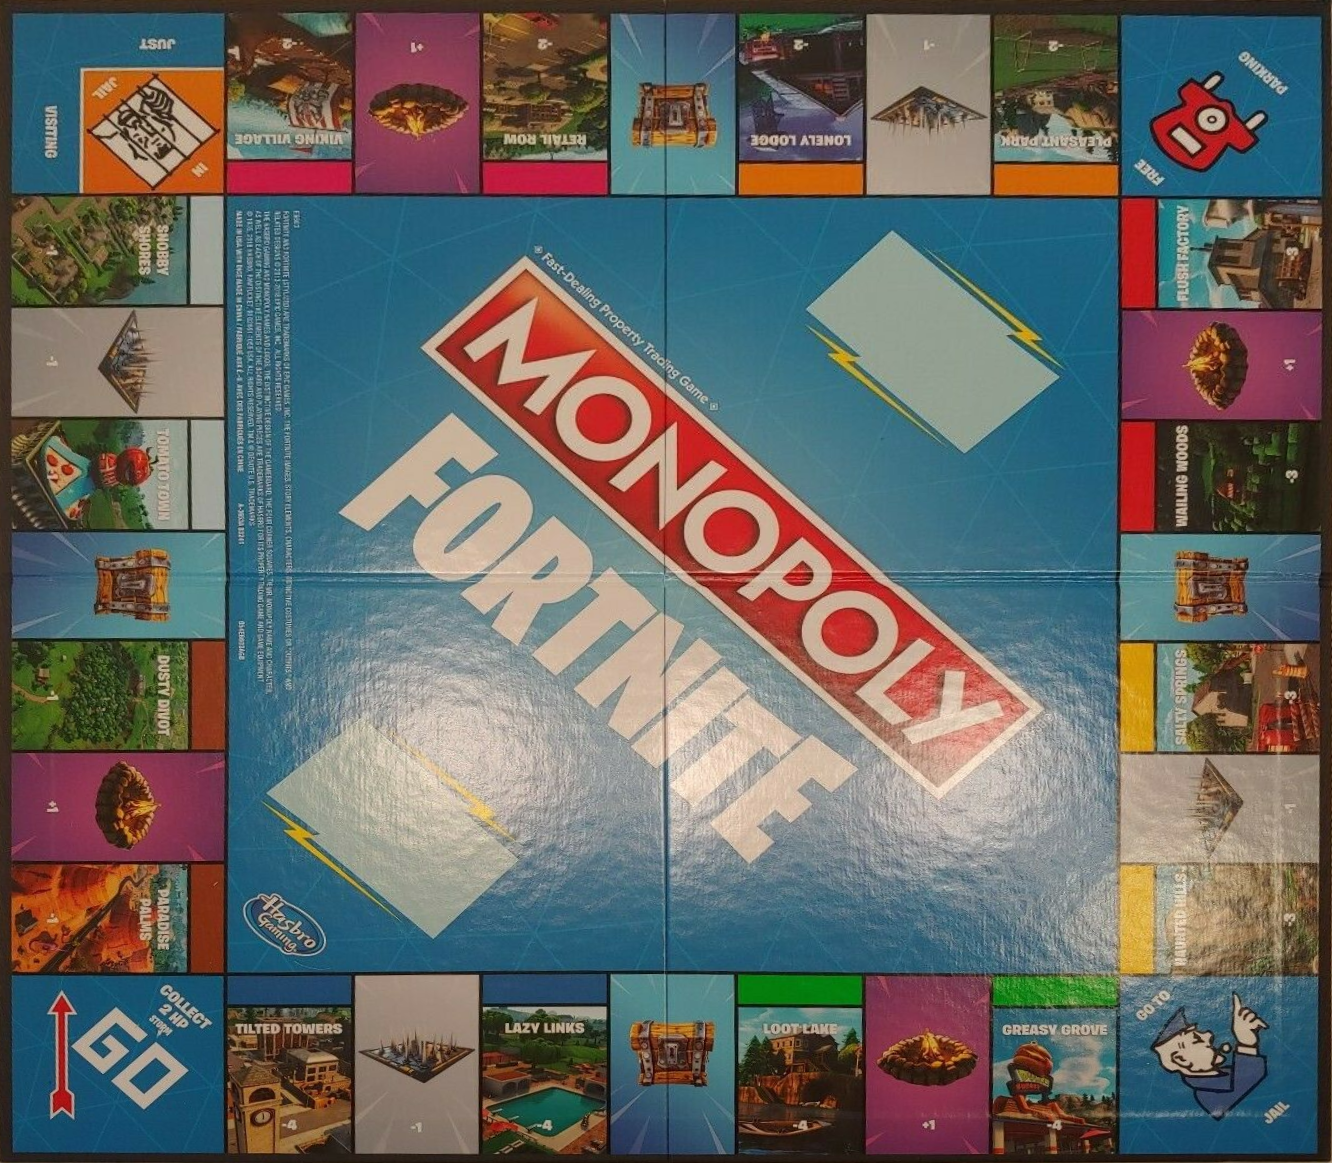 JUST
VISITING
IN
JAIL
-2
VIKING VILLAGE
+1
-2
RETAIL ROW
-2
LONELY LODGE
-1
-2
PLEASANT PARK
FREE
PARKING
SNOBBY
SHORES
-1
-1
TOMATO TOWN
DUSTY DIVOT
-1
+1
PARADISE
PALMS
-1
FLUSH FACTORY
-3
+1
WAILING WOODS
-3
SALTY SPRINGS
-3
-1
HAUNTED HILLS
-3
Fast-Dealing Property Trading Game
MONOPOLY
FORTNITE
Hasbro
Gaming
COLLECT
2 HP
GO
TILTED TOWERS
-4
-1
LAZY LINKS
-4
LOOT LAKE
-4
+1
GREASY GROVE
-4
GO TO
JAIL